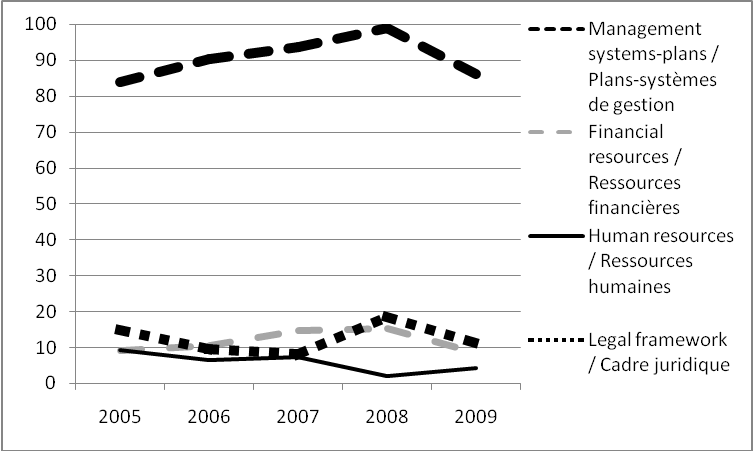 100
90
80
70
60
50
40
30
20
10
0
2005 2006 2007 2008 2009
Management
systems-plans /
Plans-systèmes
de gestion
Financial
resources /
Ressources
financières
Human resources
/ Ressources
humaines
Legal framework
/ Cadre juridique